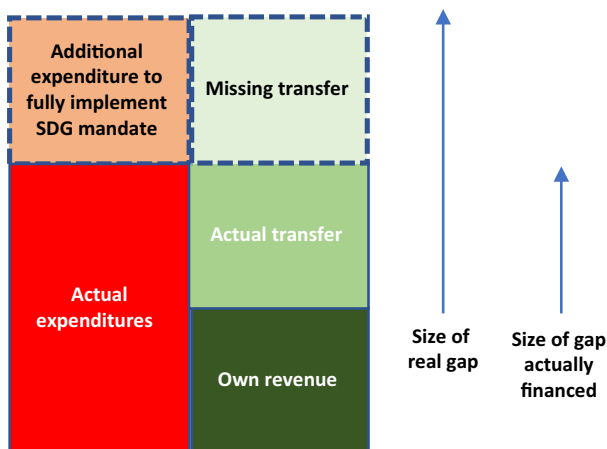 Additional
expenditure to
fully implement
SDG mandate
Missing transfer
Actual transfer
Actual
expenditures
Own revenue
Size of
real gap
Size of gap
actually
financed